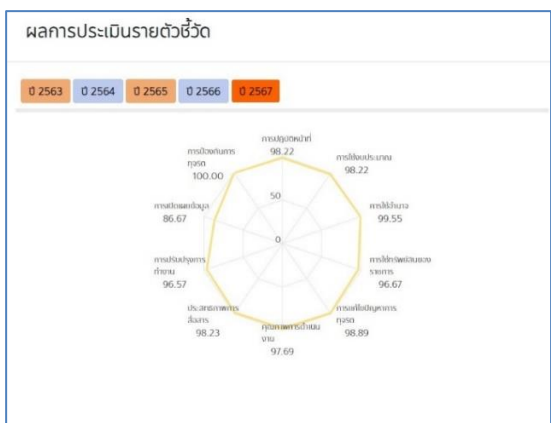 ผลการประเมินรายตัวชี้วัด
ปี 2563 ปี 2564 ปี 2565 ปี 2566 ปี 2567
การปฏิบัติหน้าที่
98.22
การใช้งบประมาณ
98.22
การใช้อำนาจ
99.55
การใช้ทรัพย์สินของ
ราชการ
96.67
การแก้ไขปัญหาการ
ทุจริต
98.89
คุณภาพการดำเนิน
งาน
97.69
ประสิทธิภาพการ
สื่อสาร
98.23
การปรับปรุงการ
ทำงาน
96.57
การเปิดเผยข้อมูล
86.67
การป้องกันการ
ทุจริต
100.00
50
0